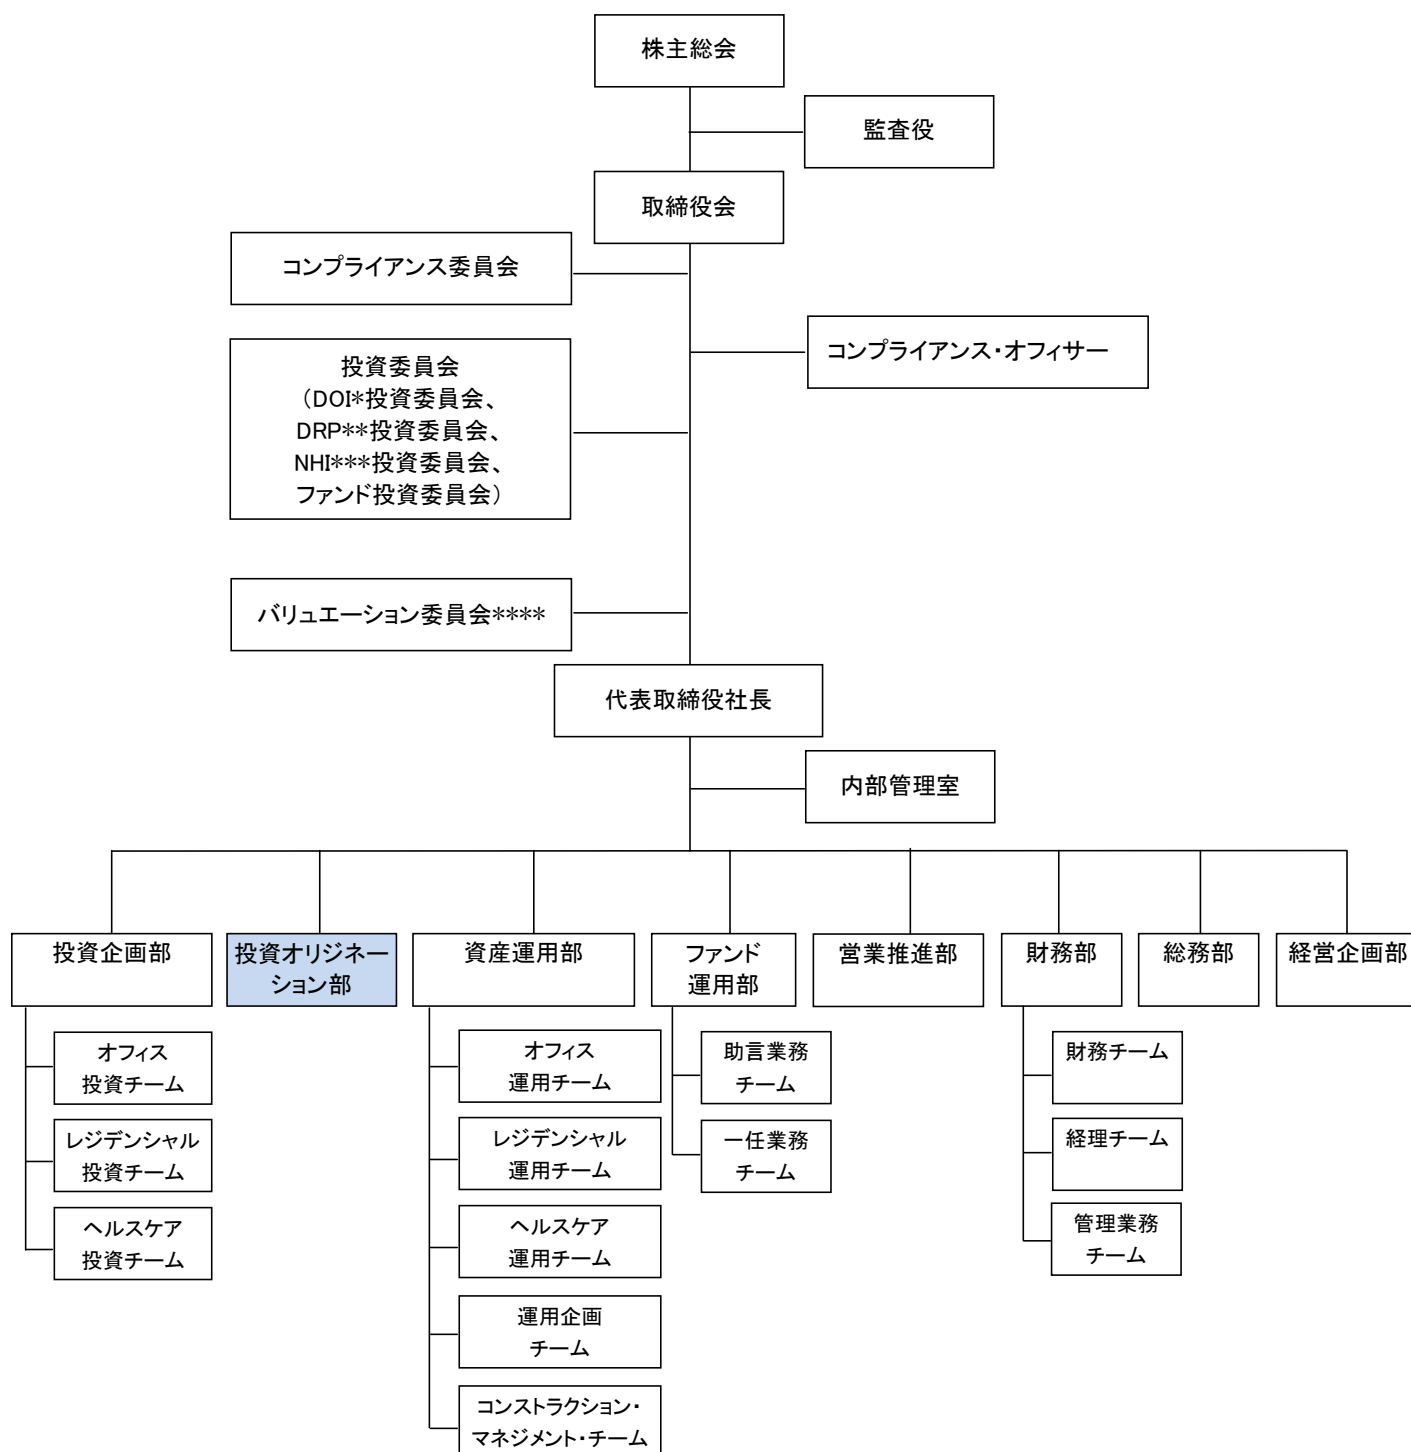 株主総会
監査役
取締役会
コンプライアンス委員会
コンプライアンス・オフィサー
投資委員会
（DOI*投資委員会、
DRP**投資委員会、
NHI***投資委員会、
ファンド投資委員会）
バリュエーション委員会****
代表取締役社長
内部管理室
投資企画部
オフィス
投資チーム
レジデンシャル
投資チーム
ヘルスケア
投資チーム
投資オリジネー
ション部
資産運用部
オフィス
運用チーム
レジデンシャル
運用チーム
ヘルスケア
運用チーム
運用企画
チーム
コンストラクション・
マネジメント・チーム
ファンド
運用部
助言業務
チーム
一任業務
チーム
営業推進部
財務部
財務チーム
経理チーム
管理業務
チーム
総務部
経営企画部